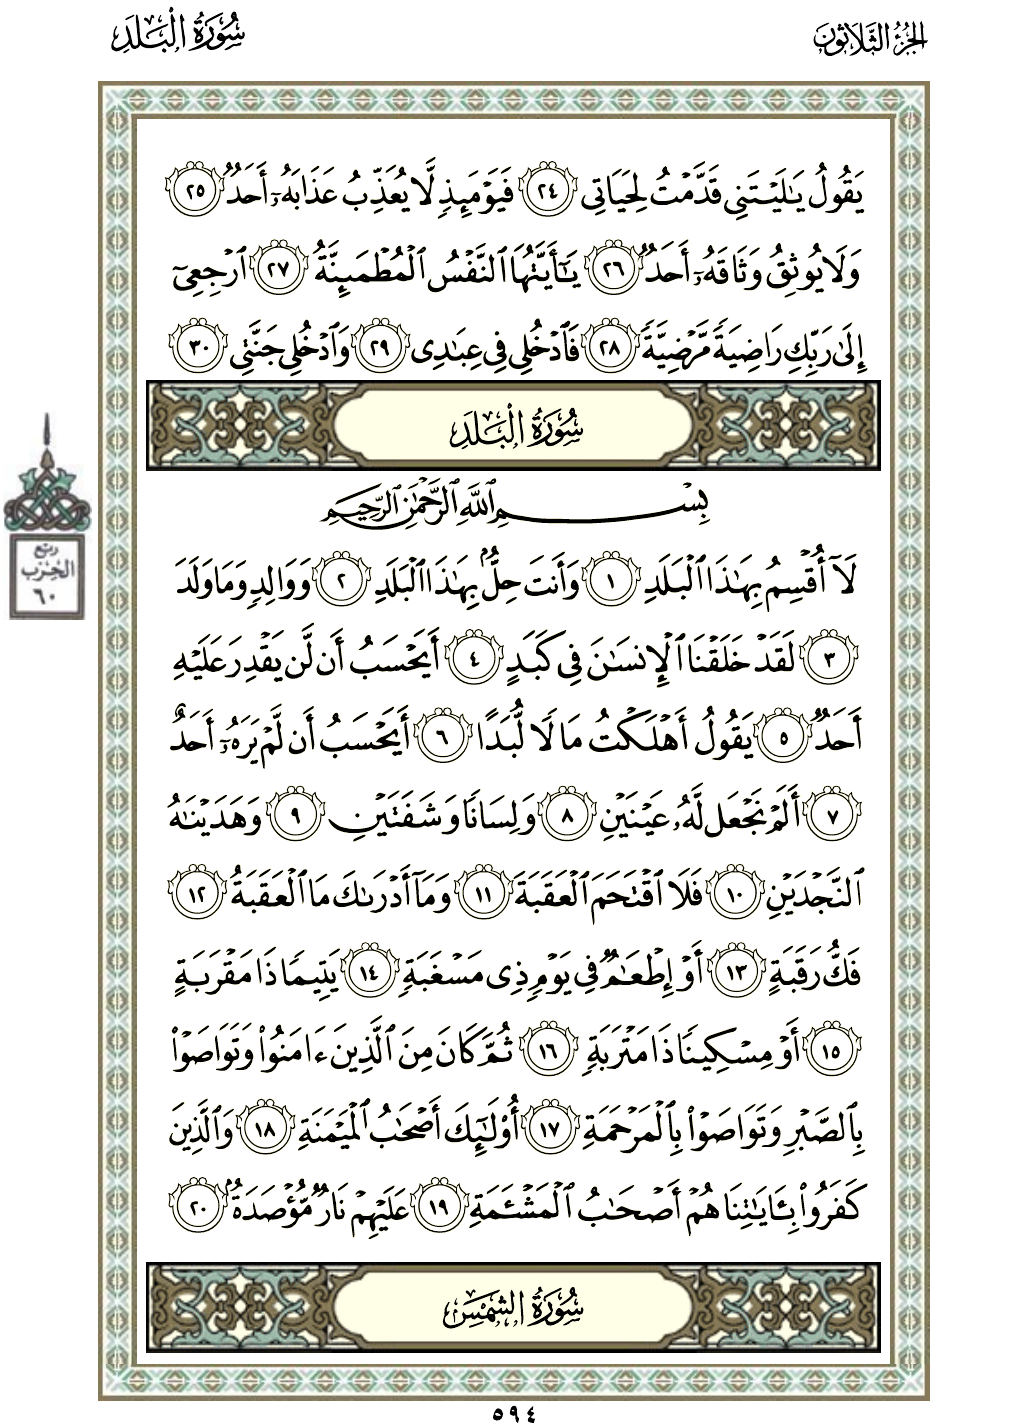 الجزء الثلاثون
سورة البلد
يَقُولُ يَٰلَيْتَنِى قَدَّمْتُ لِحَيَاتِى ٢٤ فَيَوْمَئِذٍ لَّا يُعَذِّبُ عَذَابَهُۥٓ أَحَدٌ ٢٥
وَلَا يُوثِقُ وَثَاقَهُۥٓ أَحَدٌ ٢٦ يَٰٓأَيَّتُهَا ٱلنَّفْسُ ٱلْمُطْمَئِنَّةُ ٢٧ ٱرْجِعِىٓ
إِلَىٰ رَبِّكِ رَاضِيَةً مَّرْضِيَّةً ٢٨ فَٱدْخُلِى فِى عِبَٰدِى ٢٩ وَٱدْخُلِى جَنَّتِى ٣٠
سورة البلد
بِسْمِ ٱللَّهِ ٱلرَّحْمَٰنِ ٱلرَّحِيمِ
لَآ أُقْسِمُ بِهَٰذَا ٱلْبَلَدِ ١ وَأَنتَ حِلٌّۢ بِهَٰذَا ٱلْبَلَدِ ٢ وَوَالِدٍ وَمَا وَلَدَ
ربع
الحزب
٦٠
٣ لَقَدْ خَلَقْنَا ٱلْإِنسَٰنَ فِى كَبَدٍ ٤ أَيَحْسَبُ أَن لَّن يَقْدِرَ عَلَيْهِ
أَحَدٌ ٥ يَقُولُ أَهْلَكْتُ مَالًا لُّبَدًا ٦ أَيَحْسَبُ أَن لَّمْ يَرَهُۥٓ أَحَدٌ
٧ أَلَمْ نَجْعَل لَّهُۥ عَيْنَيْنِ ٨ وَلِسَانًا وَشَفَتَيْنِ ٩ وَهَدَيْنَٰهُ
ٱلنَّجْدَيْنِ ١٠ فَلَا ٱقْتَحَمَ ٱلْعَقَبَةَ ١١ وَمَآ أَدْرَىٰكَ مَا ٱلْعَقَبَةُ ١٢
فَكُّ رَقَبَةٍ ١٣ أَوْ إِطْعَٰمٌ فِى يَوْمٍ ذِى مَسْغَبَةٍ ١٤ يَتِيمًا ذَا مَقْرَبَةٍ
١٥ أَوْ مِسْكِينًا ذَا مَتْرَبَةٍ ١٦ ثُمَّ كَانَ مِنَ ٱلَّذِينَ ءَامَنُوا۟ وَتَوَاصَوْا۟
بِٱلصَّبْرِ وَتَوَاصَوْا۟ بِٱلْمَرْحَمَةِ ١٧ أُو۟لَٰٓئِكَ أَصْحَٰبُ ٱلْمَيْمَنَةِ ١٨ وَٱلَّذِينَ
كَفَرُوا۟ بِـَٔايَٰتِنَا هُمْ أَصْحَٰبُ ٱلْمَشْـَٔمَةِ ١٩ عَلَيْهِمْ نَارٌ مُّؤْصَدَةٌۢ ٢٠
سورة الشمس
٥٩٤